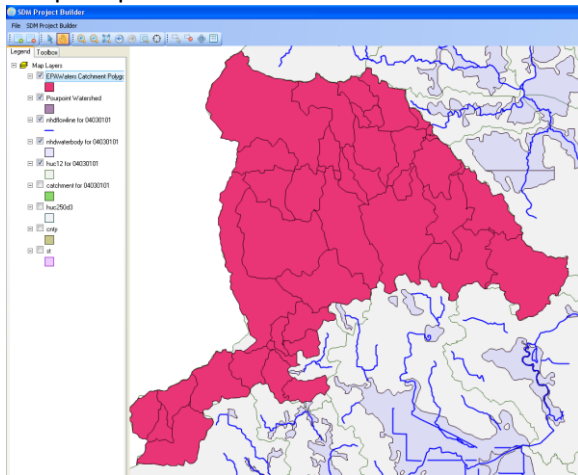 SDM Project Builder
File SDM Project Builder
Legend Toolbox
Map Layers
EPAWaters Catchment Polygo
Pourpoint Watershed
nhdflowline for 04030101
nhdwaterbody for 04030101
huc12 for 04030101
catchment for 04030101
huc250d3
cnty
st